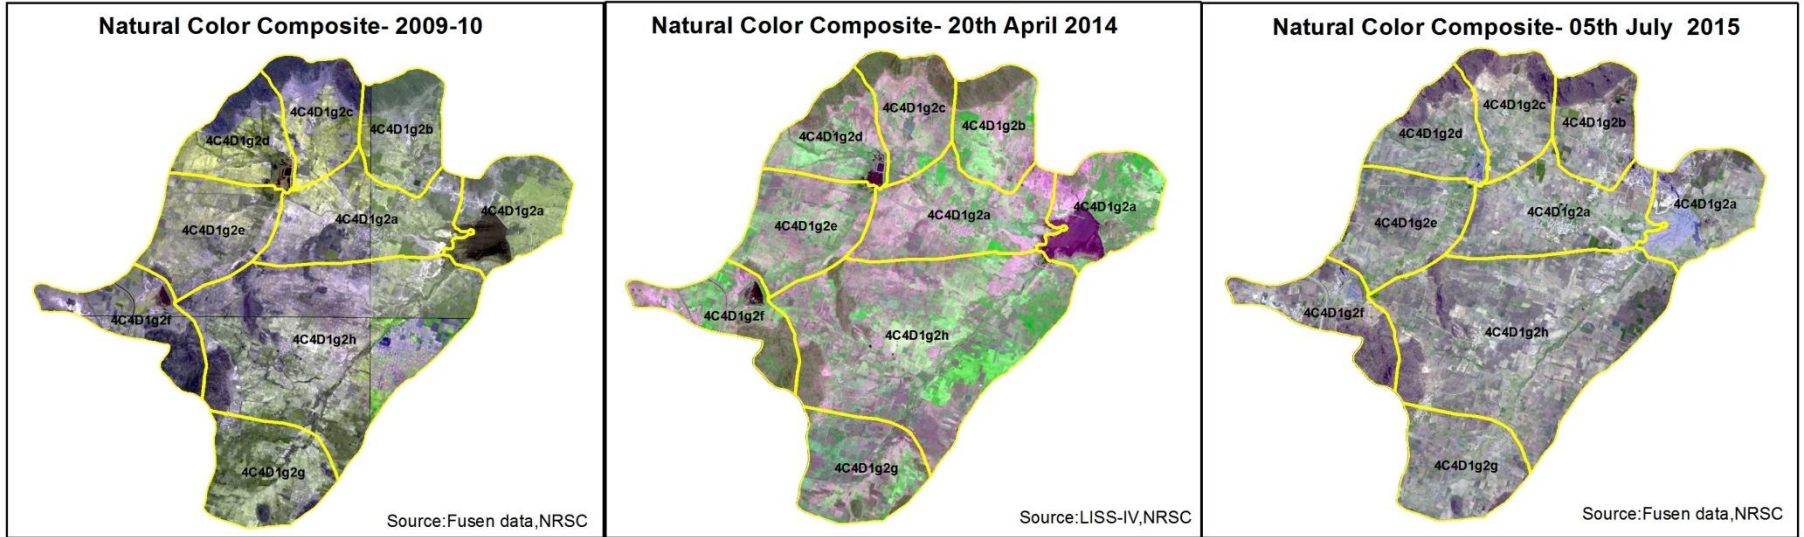 Natural Color Composite- 2009-10
4C4D1g2c
4C4D1g2b
4C4D1g2d
4C4D1g2a
4C4D1g2a
4C4D1g2e
4C4D1g2f
4C4D1g2h
4C4D1g2g
Source:Fusen data,NRSC
Natural Color Composite- 20th April 2014
4C4D1g2c
4C4D1g2b
4C4D1g2d
4C4D1g2a
4C4D1g2a
4C4D1g2e
4C4D1g2f
4C4D1g2h
4C4D1g2g
Source:LISS-IV,NRSC
Natural Color Composite- 05th July 2015
4C4D1g2c
4C4D1g2b
4C4D1g2d
4C4D1g2a
4C4D1g2a
4C4D1g2e
4C4D1g2f
4C4D1g2h
4C4D1g2g
Source:Fusen data,NRSC